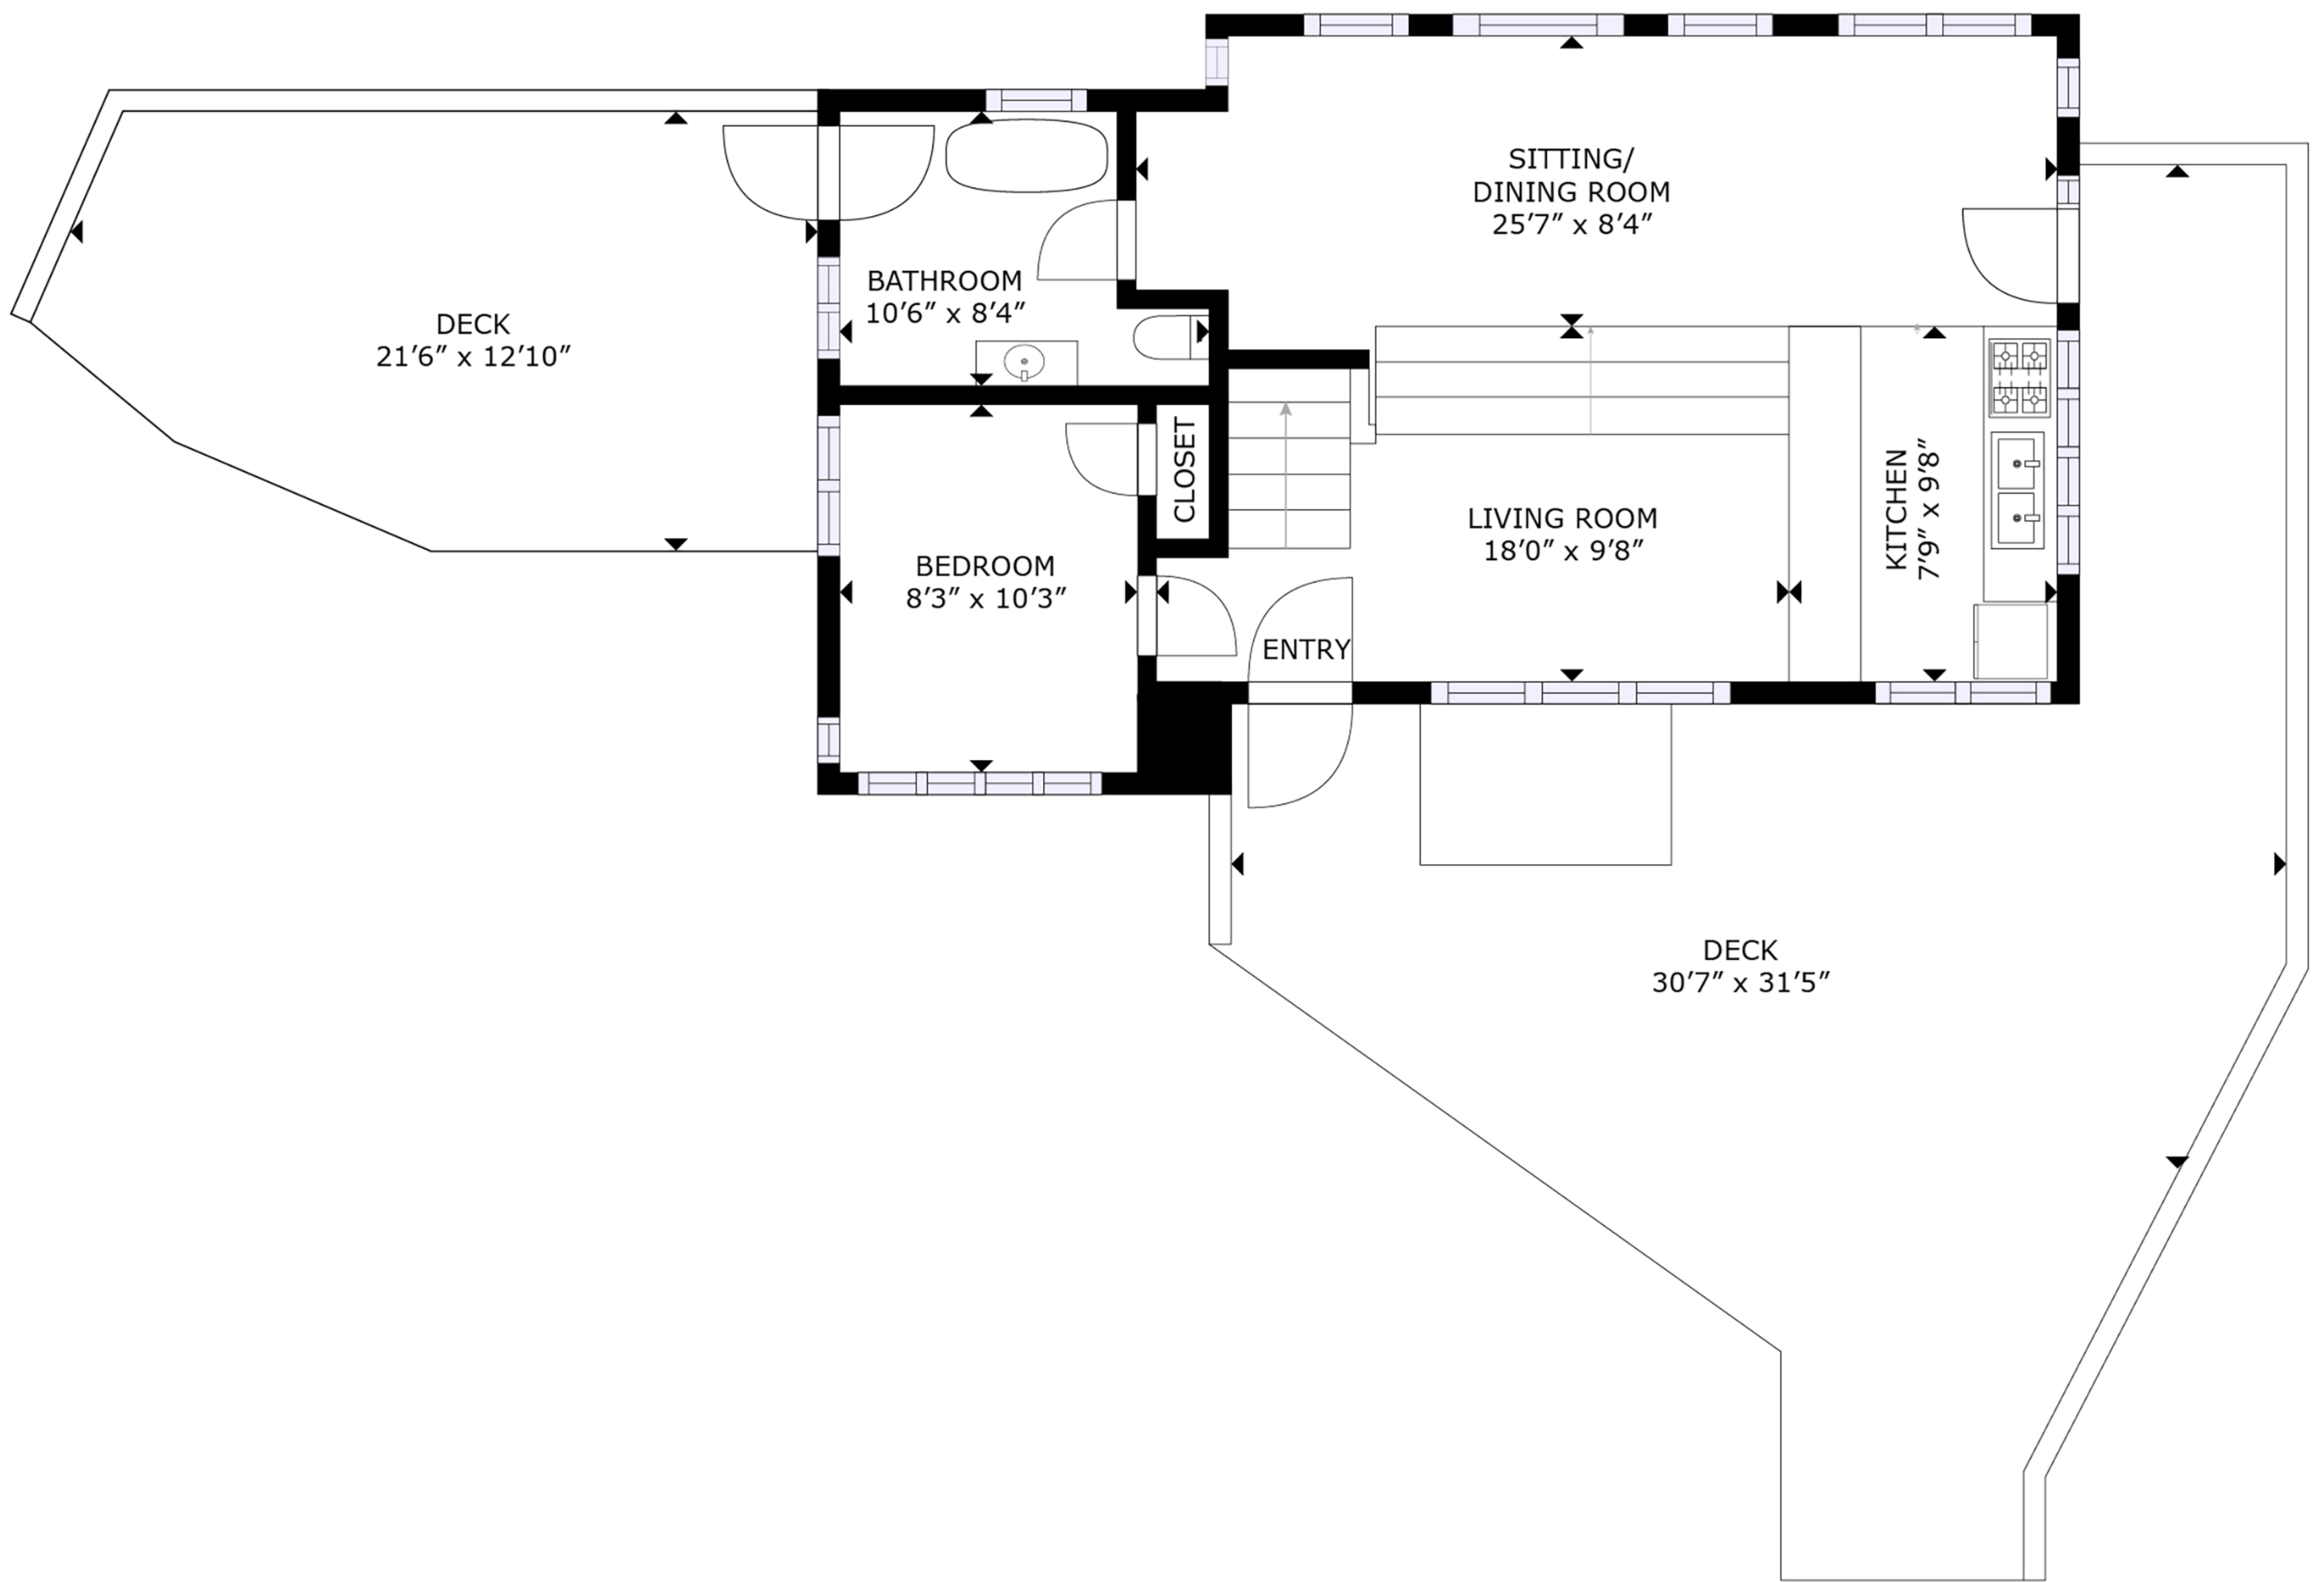 SITTING/
DINING ROOM
25′7″ x 8′4″
BATHROOM
10′6″ x 8′4″
DECK
21′6″ x 12′10″
CLOSET
KITCHEN
7′9″ x 9′8″
LIVING ROOM
18′0″ x 9′8″
BEDROOM
8′3″ x 10′3″
ENTRY
DECK
30′7″ x 31′5″